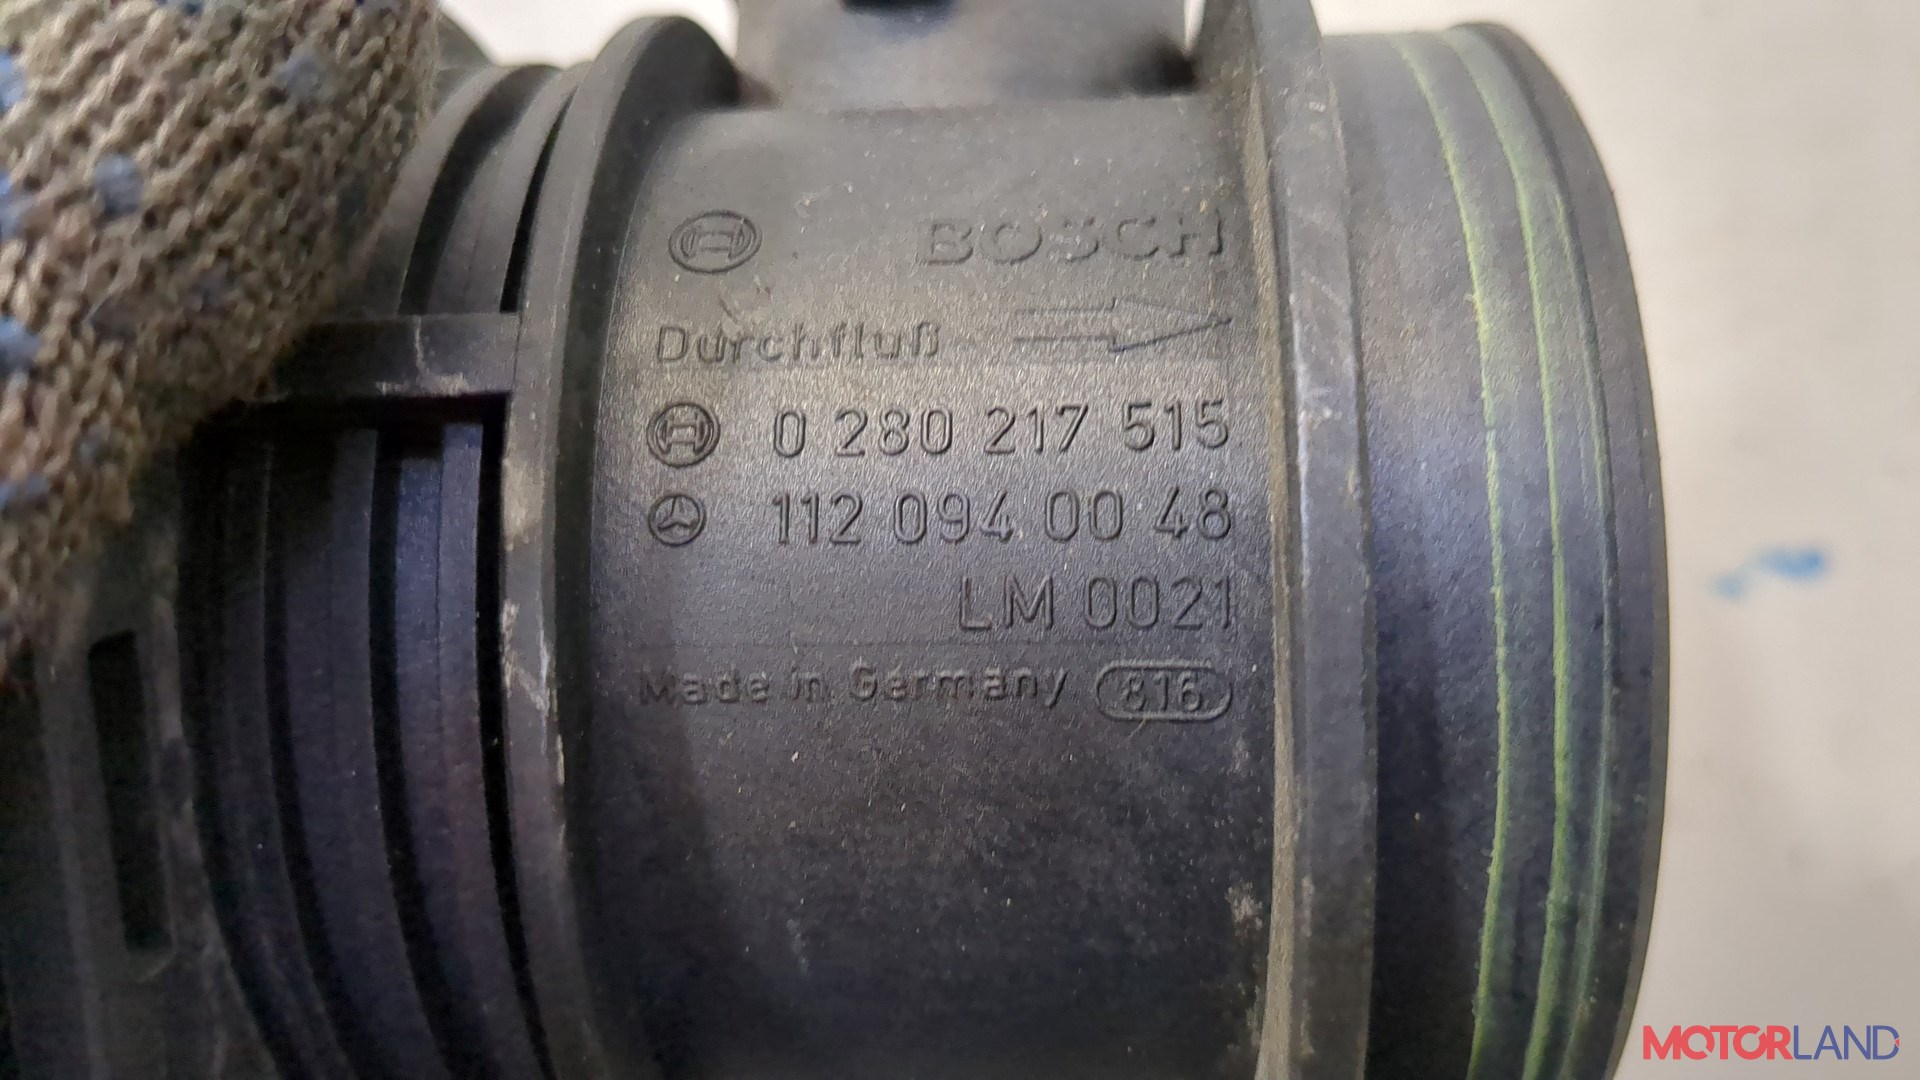 BOSCH
Durchfluß
0 280 217 515
112 094 00 48
LM 0021
Made in Germany 816
MOTORLAND